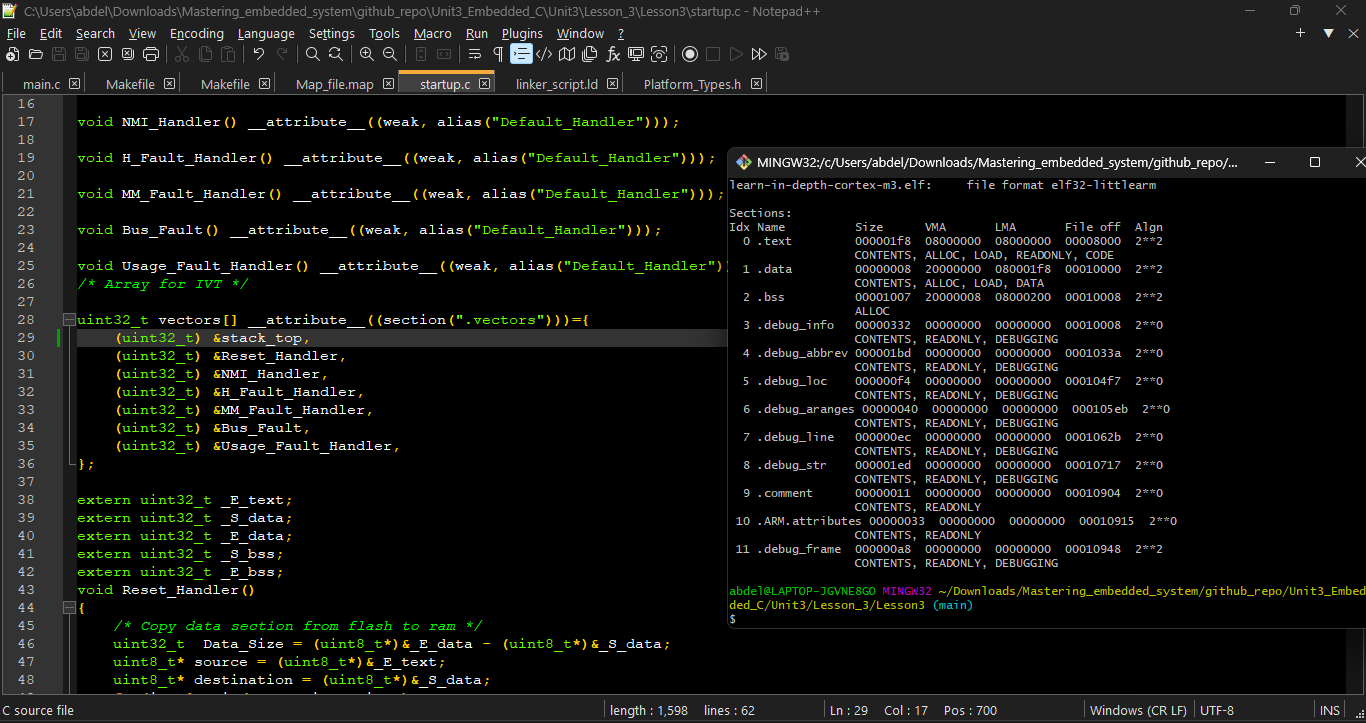 C:\Users\abdel\Downloads\Mastering_embedded_system\github_repo\Unit3_Embedded_C\Unit3\Lesson_3\Lesson3\startup.c - Notepad++
File Edit Search View Encoding Language Settings Tools Macro Run Plugins Window ?
main.c Makefile Makefile Map_file.map startup.c linker_script.ld Platform_Types.h
16
17 void NMI_Handler() __attribute__((weak, alias("Default_Handler")));
18
19 void H_Fault_Handler() __attribute__((weak, alias("Default_Handler")));
20
21 void MM_Fault_Handler() __attribute__((weak, alias("Default_Handler")));
22
23 void Bus_Fault() __attribute__((weak, alias("Default_Handler")));
24
25 void Usage_Fault_Handler() __attribute__((weak, alias("Default_Handler")
26 /* Array for IVT */
27
28 uint32_t vectors[] __attribute__((section(".vectors")))={
29 (uint32_t) &stack_top,
30 (uint32_t) &Reset_Handler,
31 (uint32_t) &NMI_Handler,
32 (uint32_t) &H_Fault_Handler,
33 (uint32_t) &MM_Fault_Handler,
34 (uint32_t) &Bus_Fault,
35 (uint32_t) &Usage_Fault_Handler,
36 };
37
38 extern uint32_t _E_text;
39 extern uint32_t _S_data;
40 extern uint32_t _E_data;
41 extern uint32_t _S_bss;
42 extern uint32_t _E_bss;
43 void Reset_Handler()
44 {
45 /* Copy data section from flash to ram */
46 uint32_t Data_Size = (uint8_t*)&_E_data - (uint8_t*)&_S_data;
47 uint8_t* source = (uint8_t*)&_E_text;
48 uint8_t* destination = (uint8_t*)&_S_data;
MINGW32:/c/Users/abdel/Downloads/Mastering_embedded_system/github_repo/...
learn-in-depth-cortex-m3.elf: file format elf32-littlearm
Sections:
Idx Name Size VMA LMA File off Algn
0 .text 000001f8 08000000 08000000 00008000 2**2
CONTENTS, ALLOC, LOAD, READONLY, CODE
1 .data 00000008 20000000 080001f8 00010000 2**2
CONTENTS, ALLOC, LOAD, DATA
2 .bss 00001007 20000008 08000200 00010008 2**2
ALLOC
3 .debug_info 00000332 00000000 00000000 00010008 2**0
CONTENTS, READONLY, DEBUGGING
4 .debug_abbrev 000001bd 00000000 00000000 0001033a 2**0
CONTENTS, READONLY, DEBUGGING
5 .debug_loc 000000f4 00000000 00000000 000104f7 2**0
CONTENTS, READONLY, DEBUGGING
6 .debug_aranges 00000040 00000000 00000000 000105eb 2**0
CONTENTS, READONLY, DEBUGGING
7 .debug_line 000000ec 00000000 00000000 0001062b 2**0
CONTENTS, READONLY, DEBUGGING
8 .debug_str 000001ed 00000000 00000000 00010717 2**0
CONTENTS, READONLY, DEBUGGING
9 .comment 00000011 00000000 00000000 00010904 2**0
CONTENTS, READONLY
10 .ARM.attributes 00000033 00000000 00000000 00010915 2**0
CONTENTS, READONLY
11 .debug_frame 000000a8 00000000 00000000 00010948 2**2
CONTENTS, READONLY, DEBUGGING
abdel@LAPTOP-JGVNE8GO MINGW32 ~/Downloads/Mastering_embedded_system/github_repo/Unit3_Embed
ded_C/Unit3/Lesson_3/Lesson3 (main)
$
C source file length : 1,598 lines : 62 Ln : 29 Col : 17 Pos : 700 Windows (CR LF) UTF-8 INS